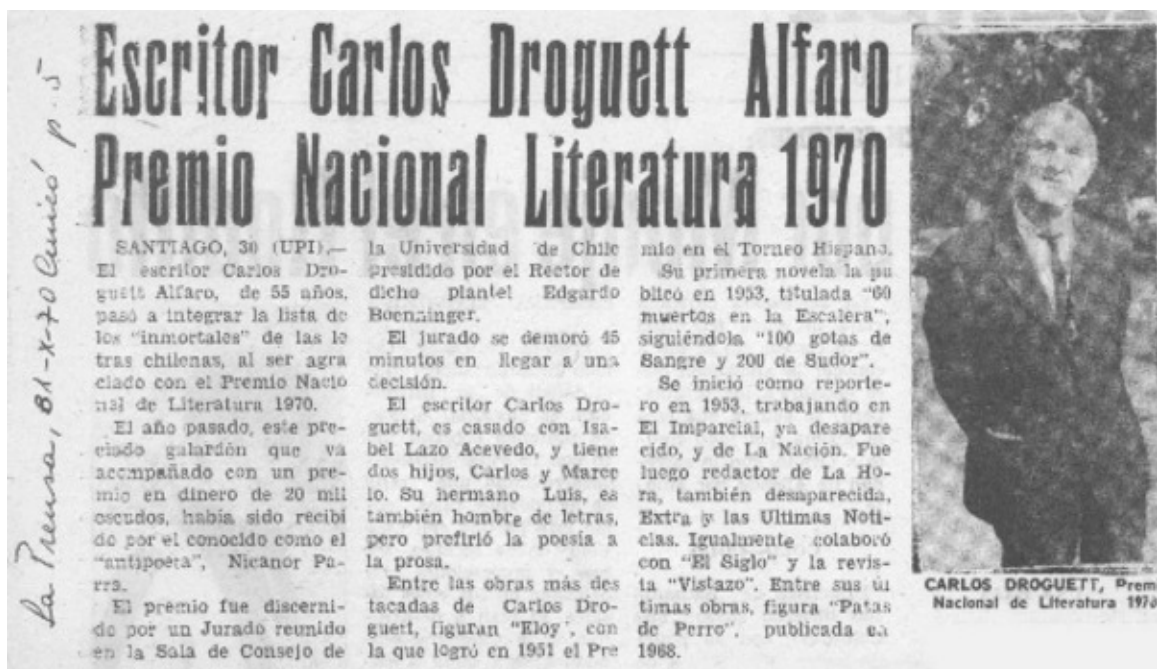 Escritor Carlos Droguett Alfaro
Premio Nacional Literatura 1970
SANTIAGO, 30 (UPI).—
El escritor Carlos Dro-
guett Alfaro, de 55 años,
pasó a integrar la lista de
los "inmortales" de las le
tras chilenas, al ser agra
ciado con el Premio Nacio
nal de Literatura 1970.
El año pasado, este pre-
ciado galardón que va
acompañado con un pre-
mio en dinero de 20 mil
escudos, había sido recibi
do por el conocido como el
"antipoeta", Nicanor Pa-
rra.
El premio fue discerni-
do por un Jurado reunido
en la Sala de Consejo de
la Universidad de Chile
presidido por el Rector de
dicho plantel Edgardo
Boenninger.
El jurado se demoró 45
minutos en llegar a una
decisión.
El escritor Carlos Dro-
guett, es casado con Isa-
bel Lazo Acevedo, y tiene
dos hijos, Carlos y Marce
lo. Su hermano Luis, es
también hombre de letras,
pero prefirió la poesía a
la prosa.
Entre las obras más des
tacadas de Carlos Dro-
guett, figuran "Eloy", con
la que logró en 1951 el Pre
mio en el Torneo Hispano.
Su primera novela la pu
blicó en 1953, titulada "60
muertos en la Escalera",
siguiéndola "100 gotas de
Sangre y 200 de Sudor".
Se inició como reporte-
ro en 1953, trabajando en
El Imparcial, ya desapare
cido, y de La Nación. Fue
luego redactor de La Ho-
ra, también desaparecida,
Extra y las Ultimas Noti-
cias. Igualmente colaboró
con "El Siglo" y la revis-
ta "Vistazo". Entre sus úl
timas obras, figura "Patas
de Perro", publicada en
1968.
CARLOS DROGUETT, Prem
Nacional de Literatura 1970
La Prensa, 31-X-70 Curicó p. 5